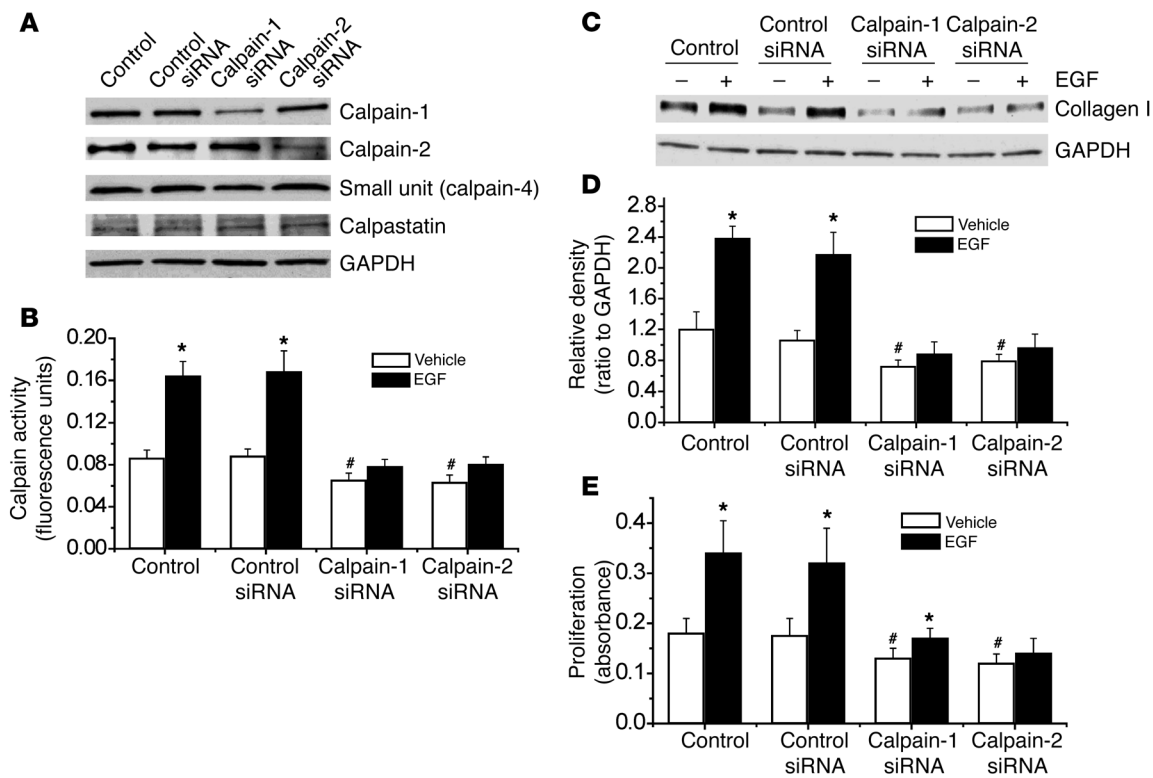 A
Control
Control
siRNA
Calpain-1
siRNA
Calpain-2
siRNA
Calpain-1
Calpain-2
Small unit (calpain-4)
Calpastatin
GAPDH
B
Calpain activity
(fluorescence units)
0.20
0.16
0.12
0.08
0.04
0.00
* * # #
Vehicle
EGF
Control
Control
siRNA
Calpain-1
siRNA
Calpain-2
siRNA
C
Control
Control
siRNA
Calpain-1
siRNA
Calpain-2
siRNA
– + – + – + – + EGF
Collagen I
GAPDH
D
Relative density
(ratio to GAPDH)
2.8
2.4
2.0
1.6
1.2
0.8
0.4
0.0
* * # #
Vehicle
EGF
Control
Control
siRNA
Calpain-1
siRNA
Calpain-2
siRNA
E
Proliferation
(absorbance)
0.4
0.3
0.2
0.1
0.0
* * # * #
Vehicle
EGF
Control
Control
siRNA
Calpain-1
siRNA
Calpain-2
siRNA